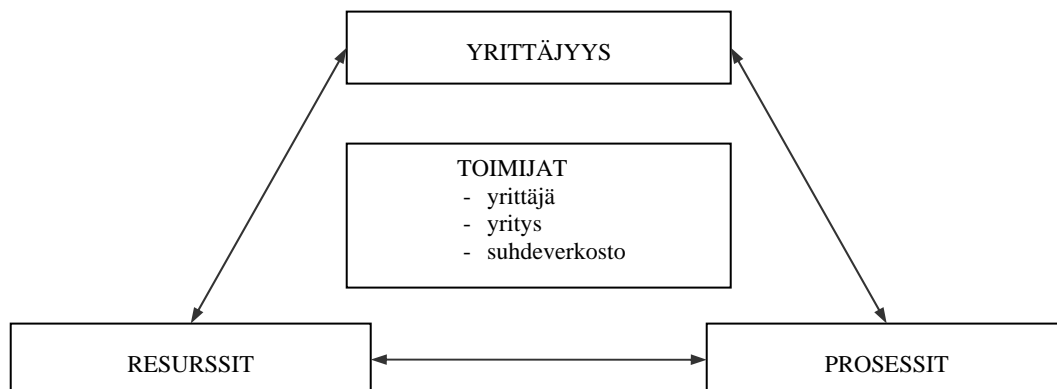 YRITTÄJYYS
TOIMIJAT
- yrittäjä
- yritys
- suhdeverkosto
RESURSSIT
PROSESSIT